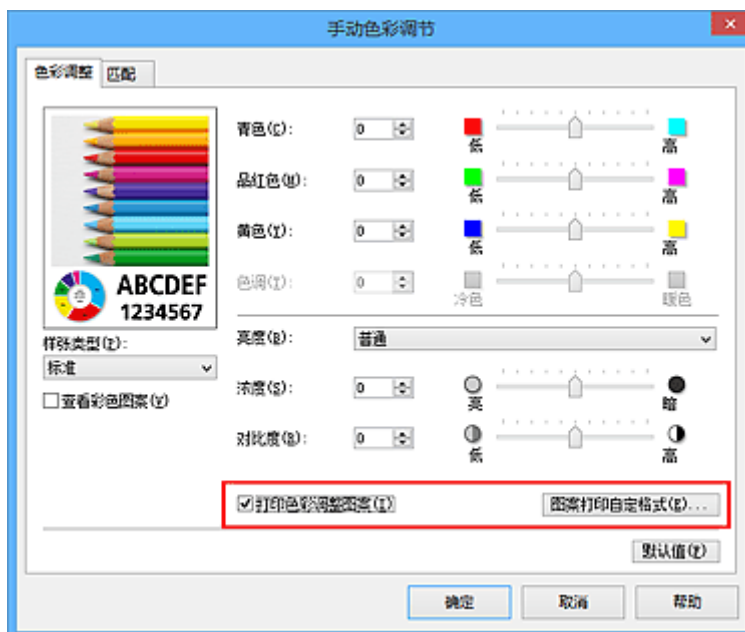 手动色彩调节
色彩调整 匹配
ABCDEF
1234567
样张类型(E):
标准
查看彩色图案(Y)
青色(C): 0 低 高
品红色(M): 0 低 高
黄色(Y): 0 低 高
色调(T): 0 冷色 暖色
亮度(B): 普通
浓度(S): 0 亮 暗
对比度(R): 0 低 高
打印色彩调整图案(I) 图案打印自定格式(E)...
默认值(F)
确定 取消 帮助